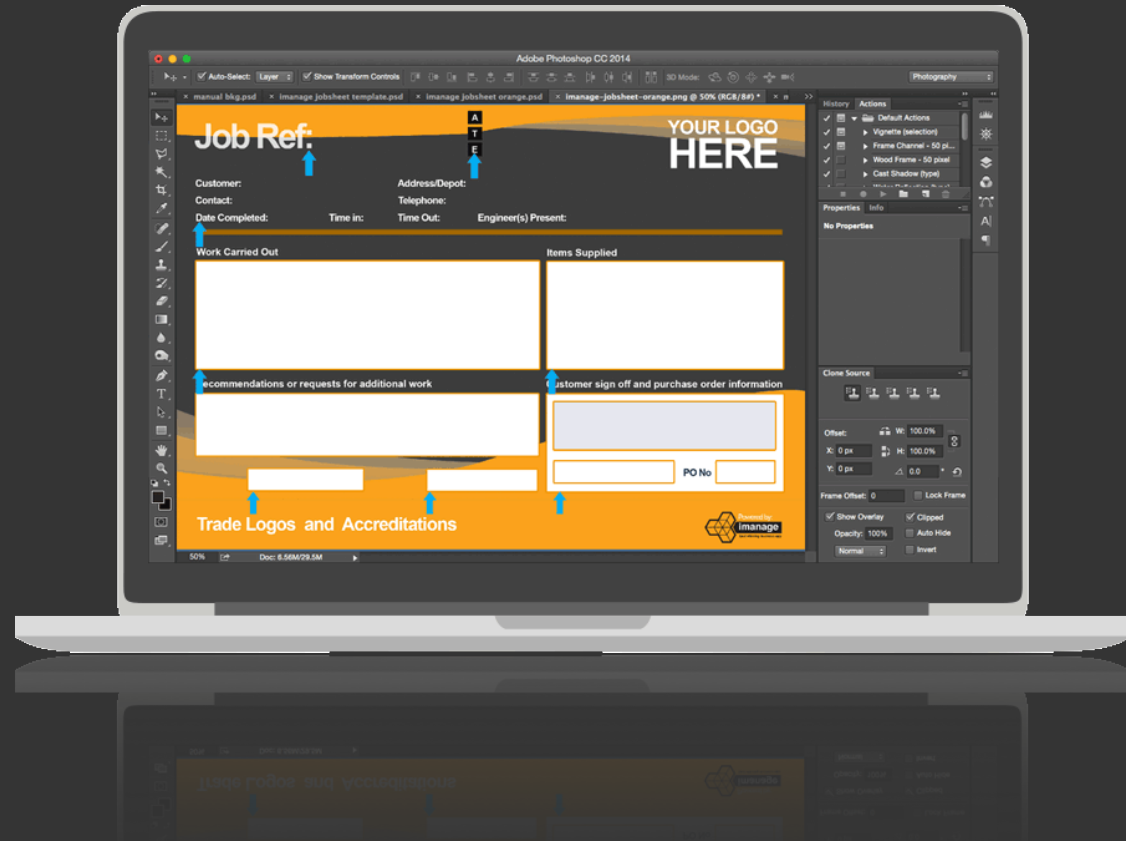 Adobe Photoshop CC 2014
Auto-Select: Layer Show Transform Controls 3D Mode: Photography
× manual bkg.psd × imanage jobsheet template.psd × imanage jobsheet orange.psd × imanage-jobsheet-orange.png @ 50% (RGB/8#) * ×
Job Ref:
A
T
E
YOUR LOGO
HERE
Customer: Address/Depot:
Contact: Telephone:
Date Completed: Time in: Time Out: Engineer(s) Present:
Work Carried Out Items Supplied
ecommendations or requests for additional work
ustomer sign off and purchase order information
PO No
Trade Logos and Accreditations
Powered by:
imanage
50% Doc: 6.56M/29.5M
History Actions
Default Actions
Vignette (selection)
Frame Channel - 50 pi...
Wood Frame - 50 pixel
Cast Shadow (type)
Properties Info
No Properties
Clone Source
Offset: W: 100.0%
X: 0 px H: 100.0%
Y: 0 px 0.0 °
Frame Offset: 0 Lock Frame
Show Overlay Clipped
Opacity: 100% Auto Hide
Normal Invert